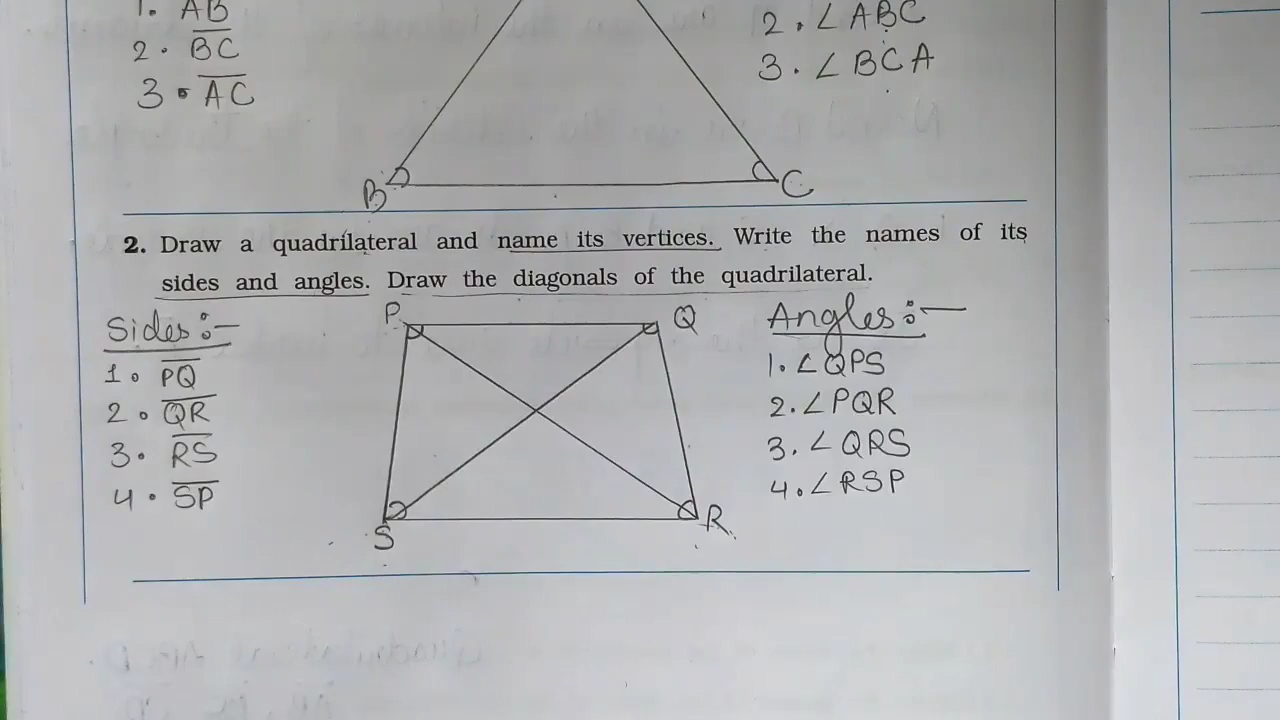 1. AB
2. BC
3. AC
2. ∠ABC
3. ∠BCA
B
C
2. Draw a quadrilateral and name its vertices. Write the names of its
sides and angles. Draw the diagonals of the quadrilateral.
Sides :-
1. PQ
2. QR
3. RS
4. SP
P
Q
S
R
Angles :-
1. ∠QPS
2. ∠PQR
3. ∠QRS
4. ∠RSP